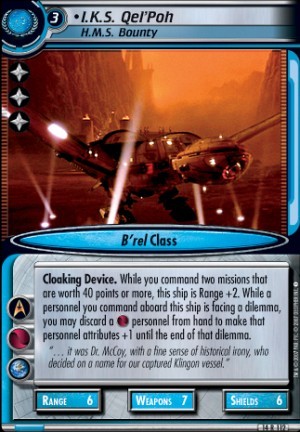 3
•I.K.S. Qel'Poh
H.M.S. Bounty
B'rel Class
Cloaking Device. While you command two missions that
are worth 40 points or more, this ship is Range +2. While a
personnel you command aboard this ship is facing a dilemma,
you may discard a personnel from hand to make that
personnel attributes +1 until the end of that dilemma.
"… it was Dr. McCoy, with a fine sense of historical irony, who
decided on a name for our captured Klingon vessel."
RANGE 6
WEAPONS 7
SHIELDS 6